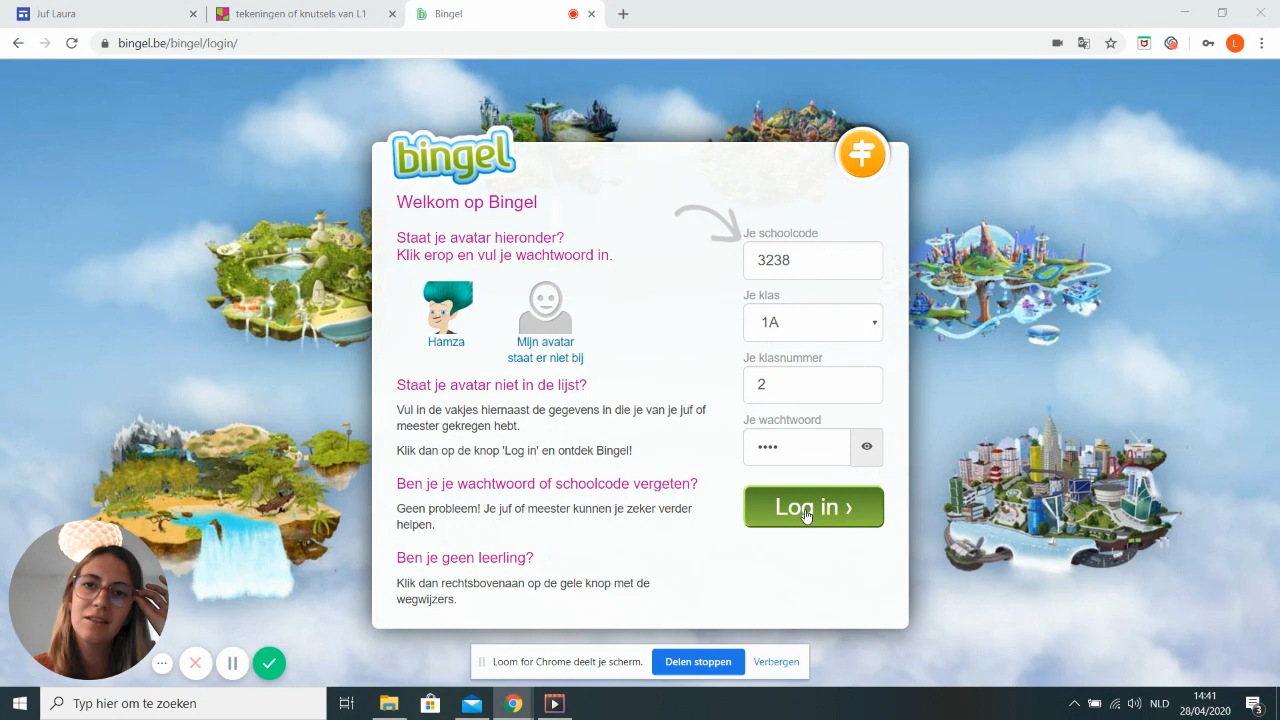 Juf Laura
tekeningen of knutsels van L1
Bingel
bingel.be/bingel/login/
L
bingel
Welkom op Bingel
Staat je avatar hieronder?
Klik erop en vul je wachtwoord in.
Hamza
Mijn avatar
staat er niet bij
Staat je avatar niet in de lijst?
Vul in de vakjes hiernaast de gegevens in die je van je juf of
meester gekregen hebt.
Klik dan op de knop 'Log in' en ontdek Bingel!
Ben je je wachtwoord of schoolcode vergeten?
Geen probleem! Je juf of meester kunnen je zeker verder
helpen.
Ben je geen leerling?
Klik dan rechtsbovenaan op de gele knop met de
wegwijzers.
Je schoolcode
3238
Je klas
1A
Je klasnummer
2
Je wachtwoord
••••
Log in ›
Loom for Chrome deelt je scherm.
Delen stoppen
Verbergen
Typ hier om te zoeken
NLD
14:41
28/04/2020
3